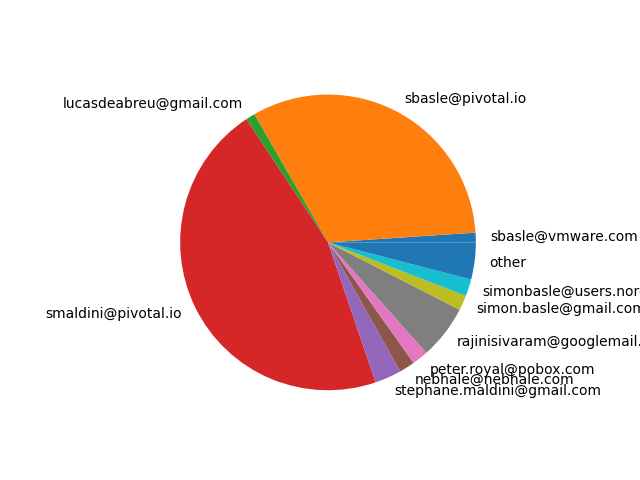 sbasle@pivotal.io
lucasdeabreu@gmail.com
sbasle@vmware.com
other
smaldini@pivotal.io
simonbasle@users.nor
simon.basle@gmail.com
rajinisivaram@googlemail.
peter.royal@pobox.com
nebhale@nebhale.com
stephane.maldini@gmail.com